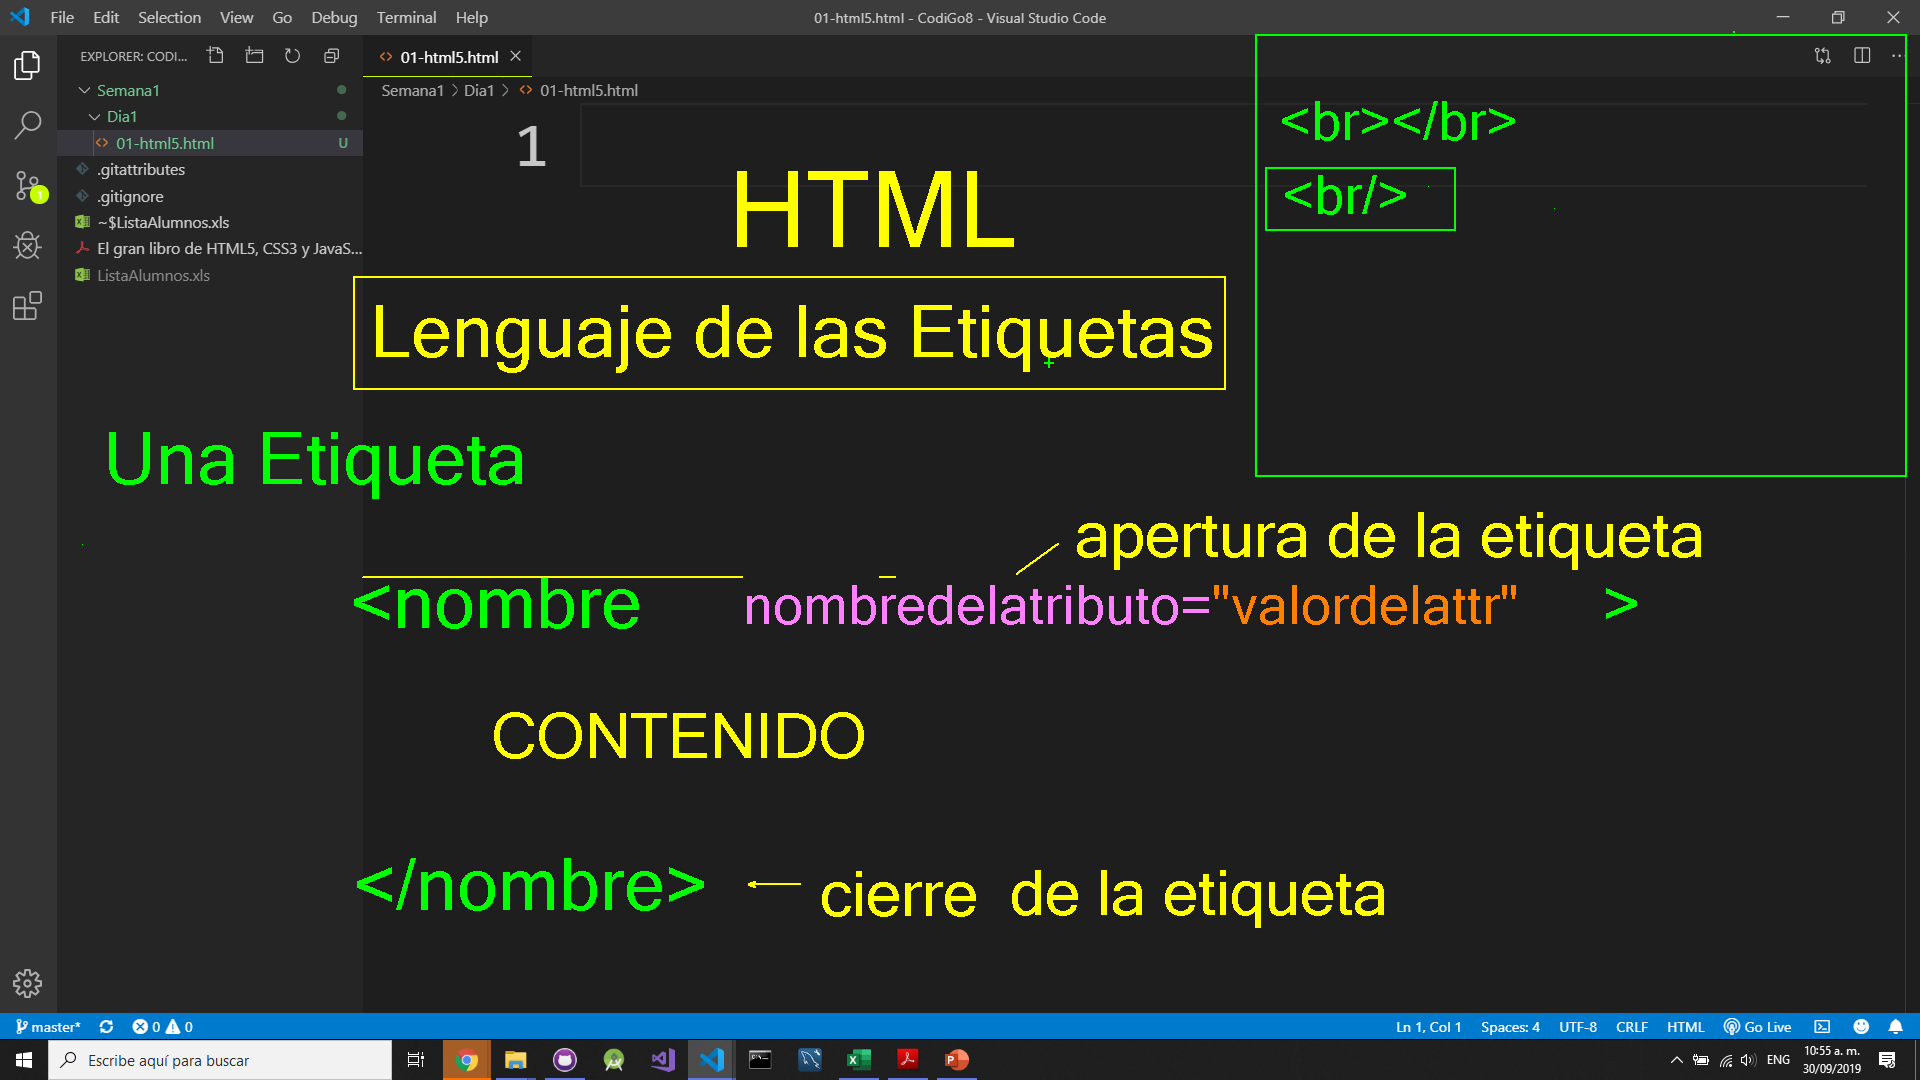 File Edit Selection View Go Debug Terminal Help
01-html5.html - CodiGo8 - Visual Studio Code
EXPLORER: CODI...
Semana1
Dia1
01-html5.html U
.gitattributes
.gitignore
~$ListaAlumnos.xls
El gran libro de HTML5, CSS3 y JavaS...
ListaAlumnos.xls
1
01-html5.html
Semana1 > Dia1 > 01-html5.html
1
<br></br>
<br/>
HTML
Lenguaje de las Etiquetas
Una Etiqueta
apertura de la etiqueta
<nombre nombredelatributo="valordelattr" >
CONTENIDO
</nombre> cierre de la etiqueta
master* 0 0
Ln 1, Col 1 Spaces: 4 UTF-8 CRLF HTML Go Live
Escribe aquí para buscar
ENG
10:55 a. m.
30/09/2019